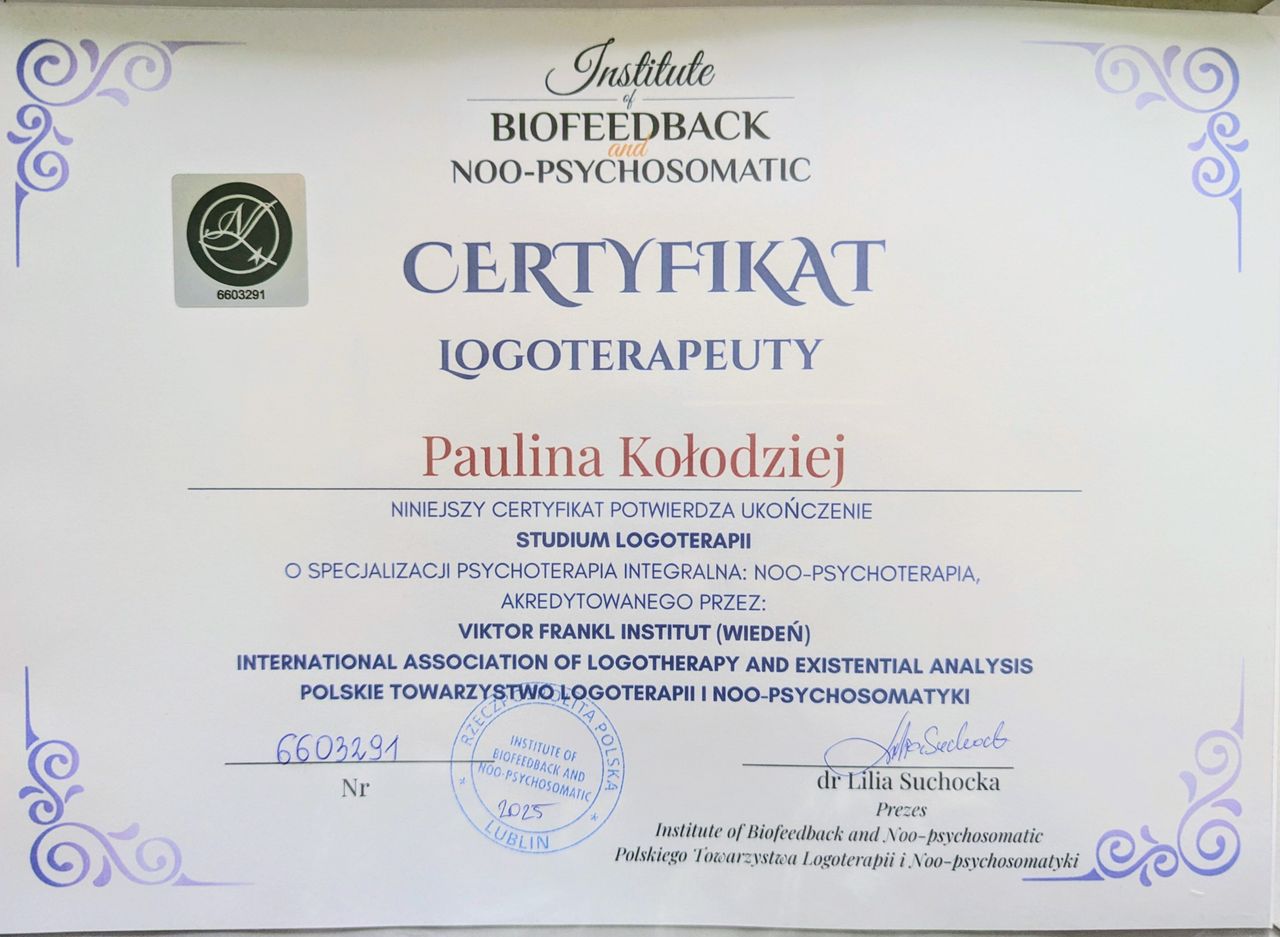 Institute
of
BIOFEEDBACK
and
NOO-PSYCHOSOMATIC
6603291
CERTYFIKAT
LOGOTERAPEUTY
Paulina Kołodziej
NINIEJSZY CERTYFIKAT POTWIERDZA UKOŃCZENIE
STUDIUM LOGOTERAPII
O SPECJALIZACJI PSYCHOTERAPIA INTEGRALNA: NOO-PSYCHOTERAPIA,
AKREDYTOWANEGO PRZEZ:
VIKTOR FRANKL INSTITUT (WIEDEŃ)
INTERNATIONAL ASSOCIATION OF LOGOTHERAPY AND EXISTENTIAL ANALYSIS
POLSKIE TOWARZYSTWO LOGOTERAPII I NOO-PSYCHOSOMATYKI
6603291
Nr
RZECZPOSPOLITA POLSKA
INSTITUTE OF
BIOFEEDBACK AND
NOO-PSYCHOSOMATIC
2025
* LUBLIN *
Lilia Suchocka
dr Lilia Suchocka
Prezes
Institute of Biofeedback and Noo-psychosomatic
Polskiego Towarzystwa Logoterapii i Noo-psychosomatyki